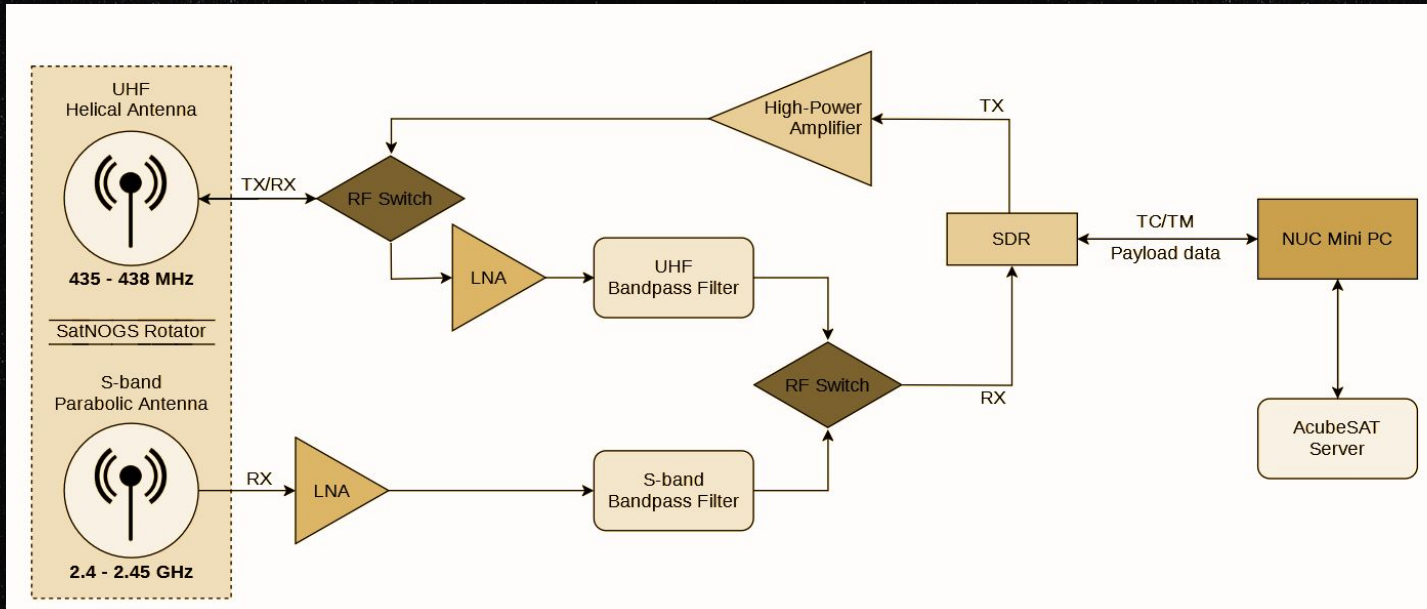 UHF
Helical Antenna
435 - 438 MHz
SatNOGS Rotator
S-band
Parabolic Antenna
2.4 - 2.45 GHz
TX/RX
RF Switch
High-Power
Amplifier
TX
LNA
UHF
Bandpass Filter
RF Switch
RX
RX
LNA
S-band
Bandpass Filter
SDR
TC/TM
Payload data
NUC Mini PC
AcubeSAT
Server